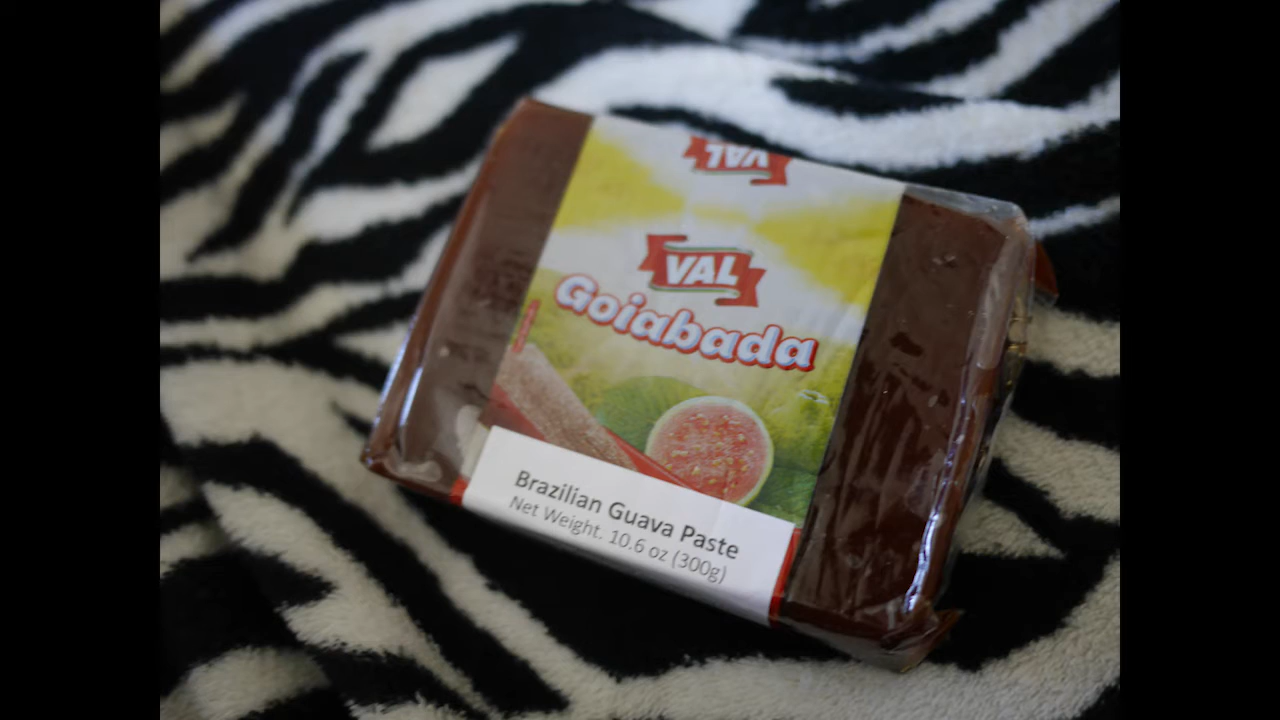 VAL
VAL
Goiabada
Brazilian Guava Paste
Net Weight. 10.6 oz (300g)